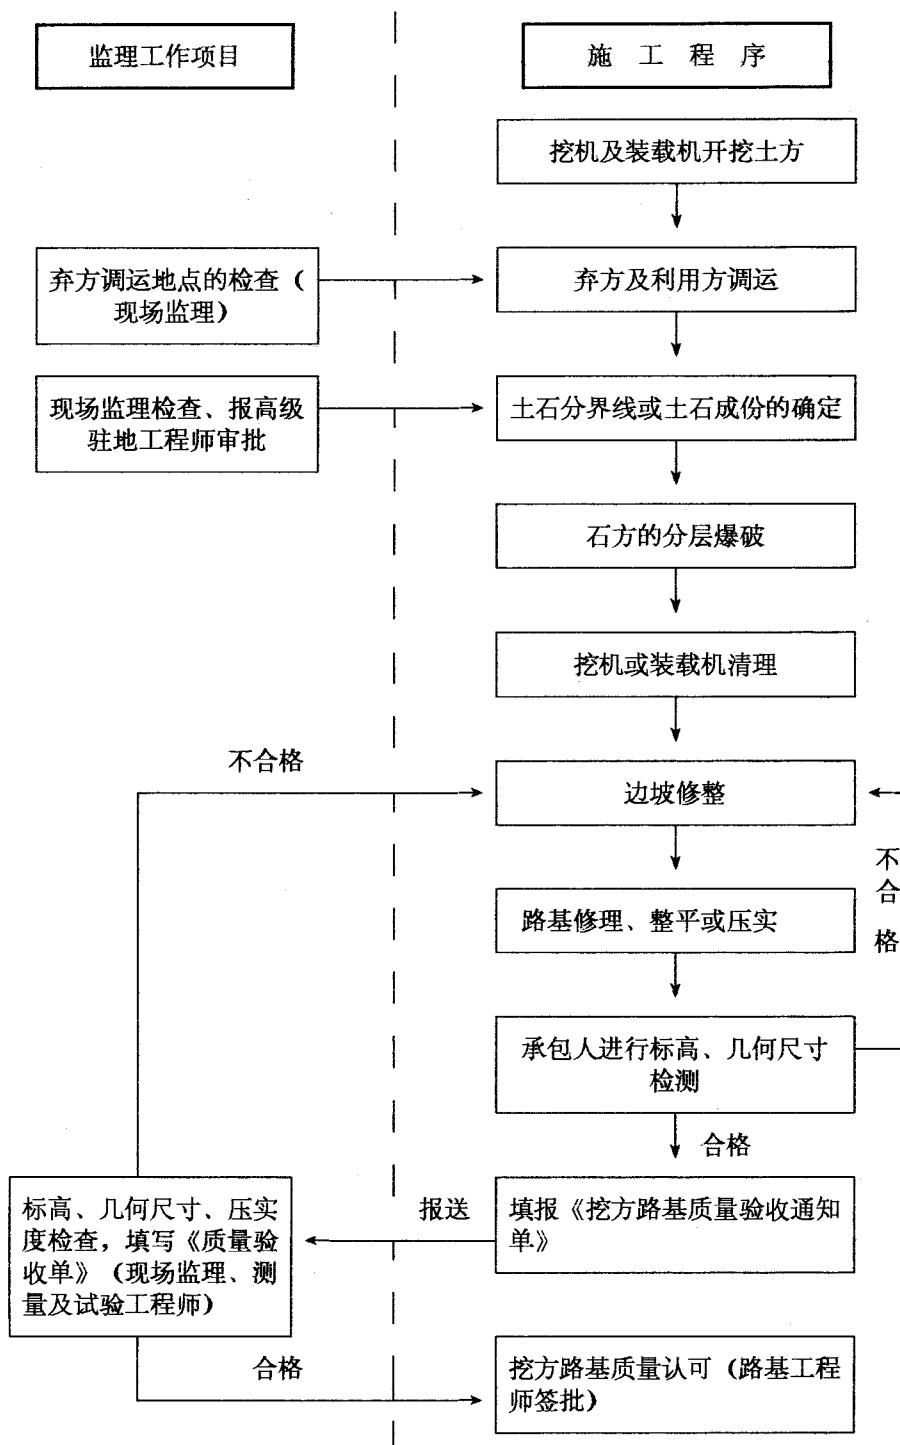 监理工作项目
施工程序
挖机及装载机开挖土方
弃方调运地点的检查（
现场监理）
弃方及利用方调运
现场监理检查、报高级
驻地工程师审批
土石分界线或土石成份的确定
石方的分层爆破
挖机或装载机清理
不合格
边坡修整
不
合
格
路基修理、整平或压实
承包人进行标高、几何尺寸
检测
合格
标高、几何尺寸、压实
度检查，填写《质量验
收单》（现场监理、测
量及试验工程师）
报送
填报《挖方路基质量验收通知
单》
合格
挖方路基质量认可（路基工程
师签批）